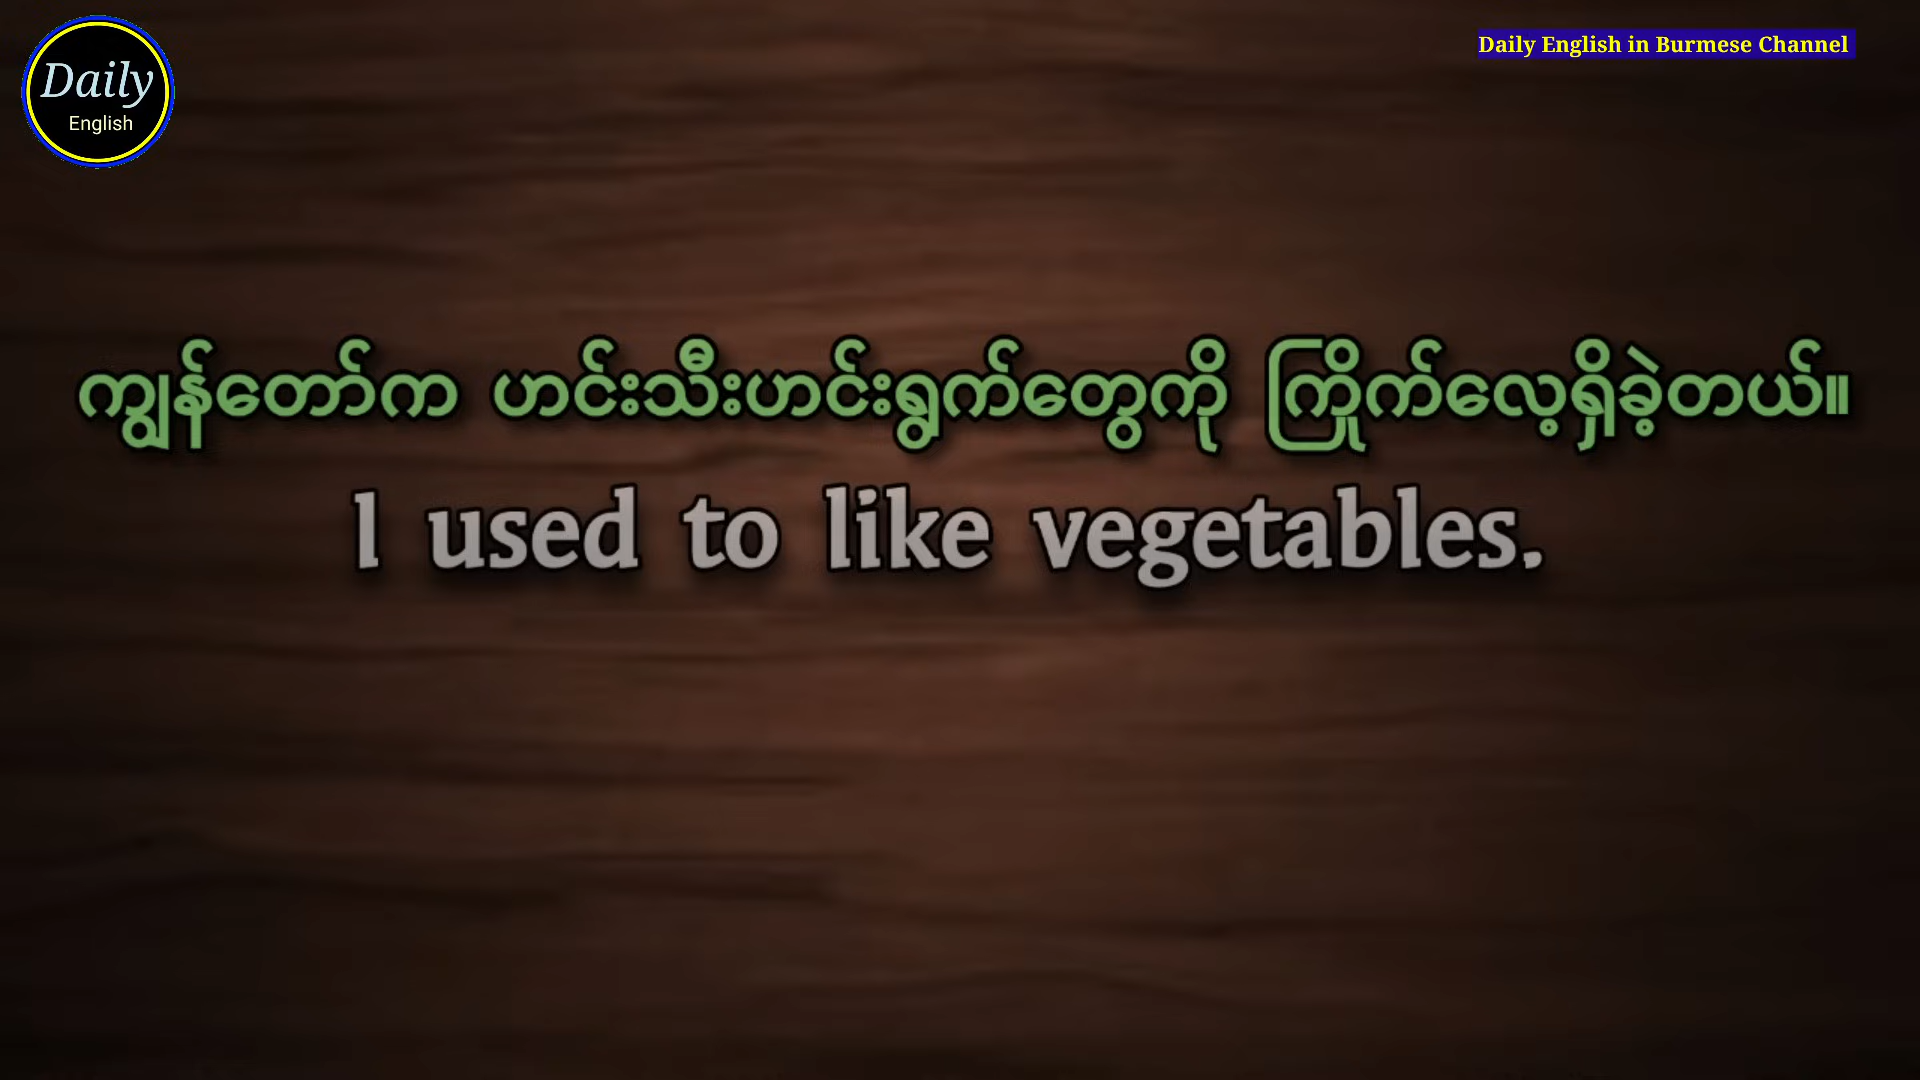 Daily
English
Daily English in Burmese Channel
ကျွန်တော်က ဟင်းသီးဟင်းရွက်တွေကို ကြိုက်လေ့ရှိခဲ့တယ်။
I used to like vegetables.